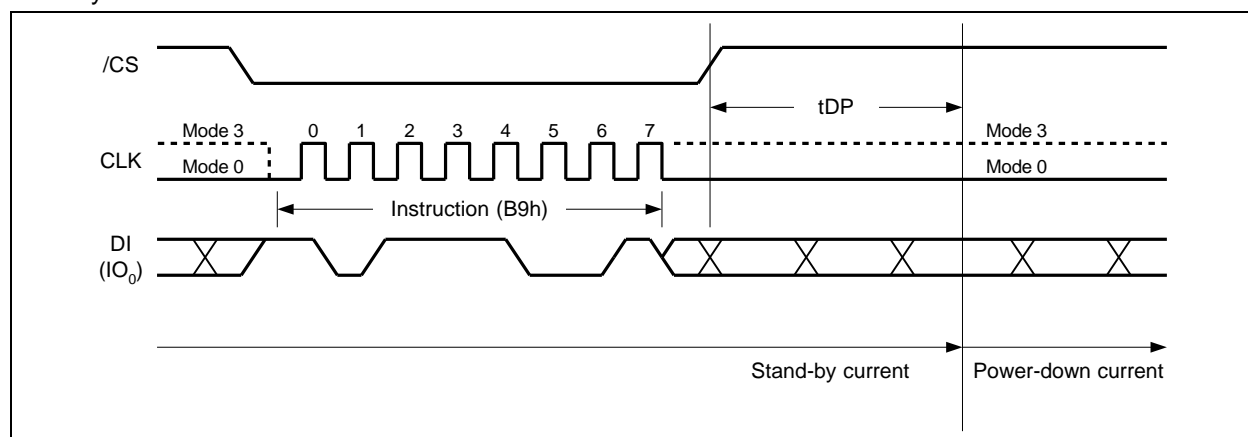 /CS
tDP
Mode 3 0 1 2 3 4 5 6 7 Mode 3
CLK
Mode 0 Mode 0
Instruction (B9h)
DI
(IO₀)
Stand-by current Power-down current